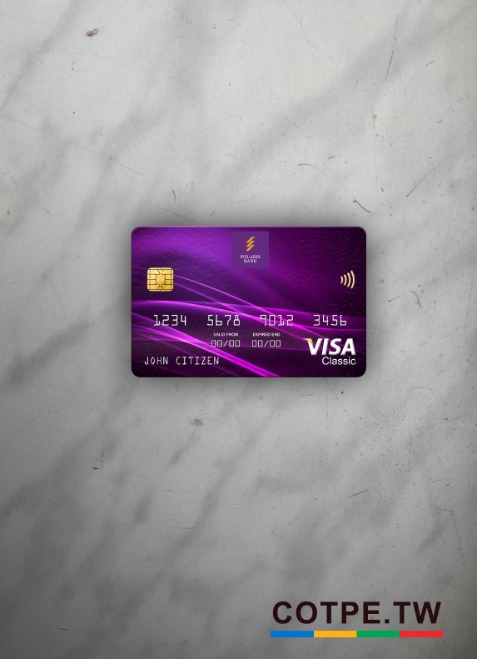 POLARIS
BANK
1234 5678 9012 3456
VALID FROM EXPIRES END
00/00 00/00
JOHN CITIZEN
VISA
Classic
COTPE.TW